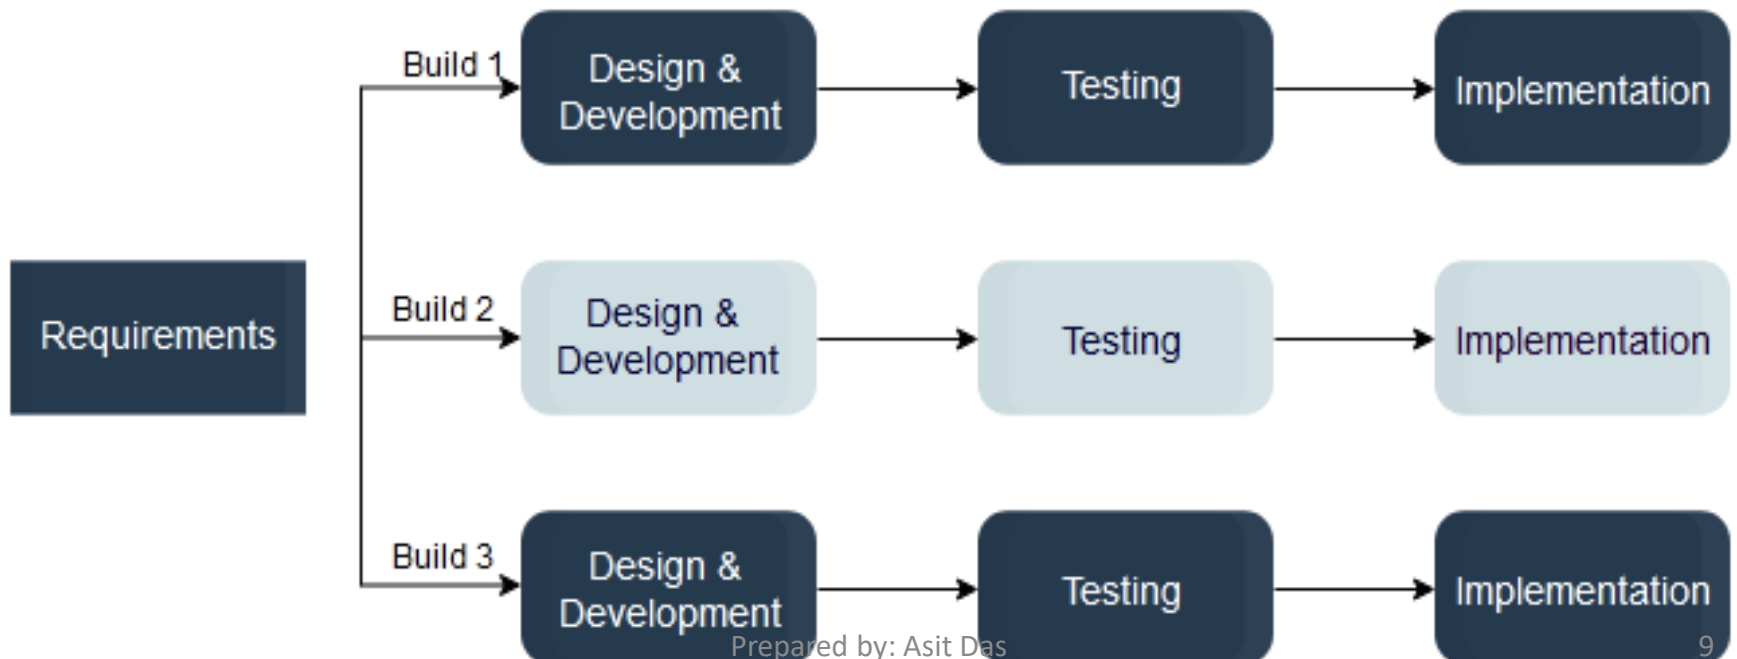 Build 1
Design &
Development
Testing
Implementation
Requirements
Build 2
Design &
Development
Testing
Implementation
Build 3
Design &
Development
Testing
Implementation
Prepared by: Asit Das
9